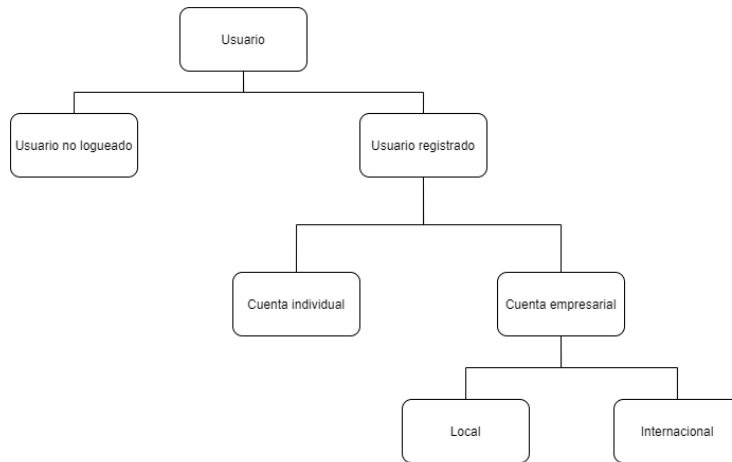 Usuario
Usuario no logueado
Usuario registrado
Cuenta individual
Cuenta empresarial
Local
Internacional